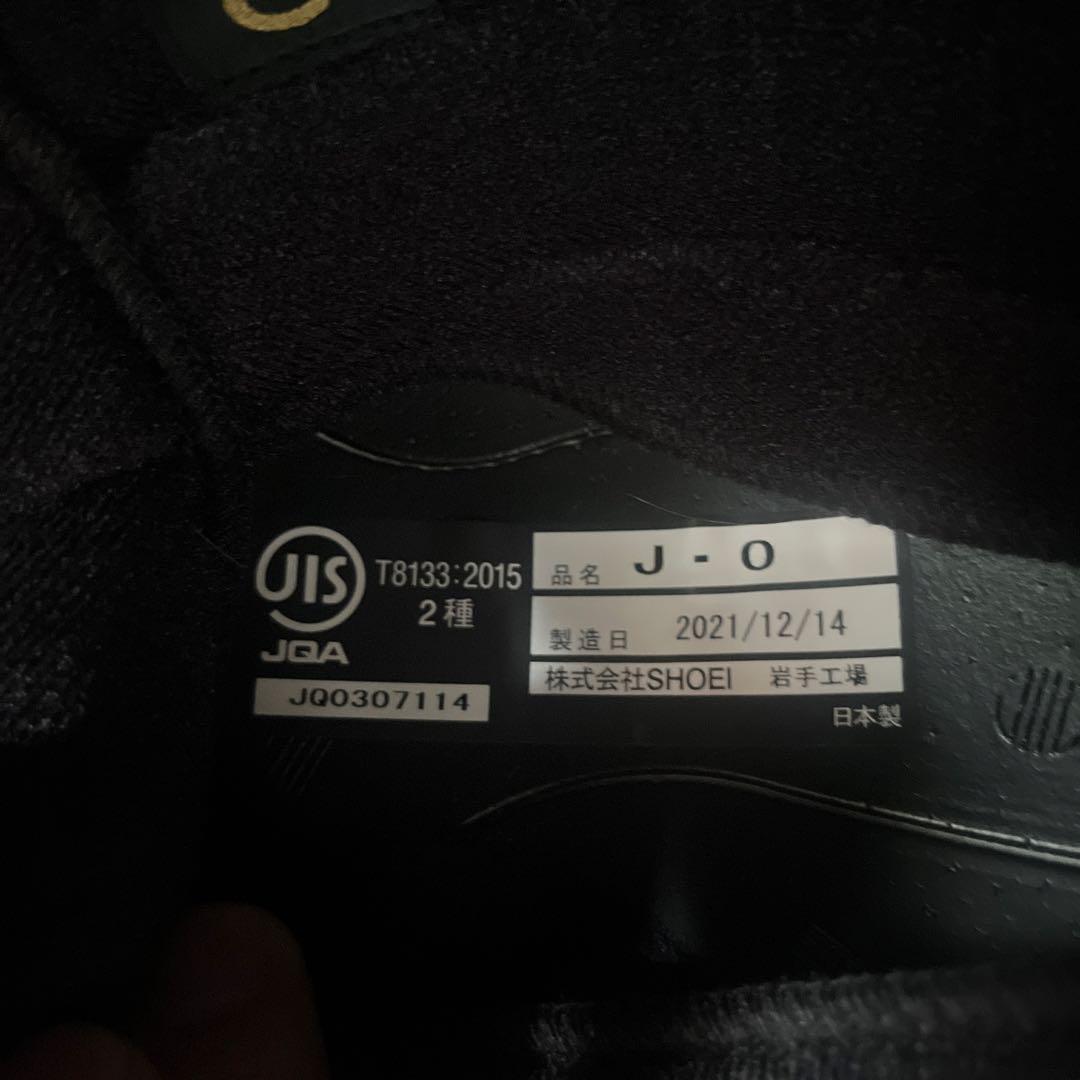 JIS
T8133:2015
2種
JQA
JQ0307114
品名 J-O
製造日 2021/12/14
株式会社SHOEI 岩手工場
日本製